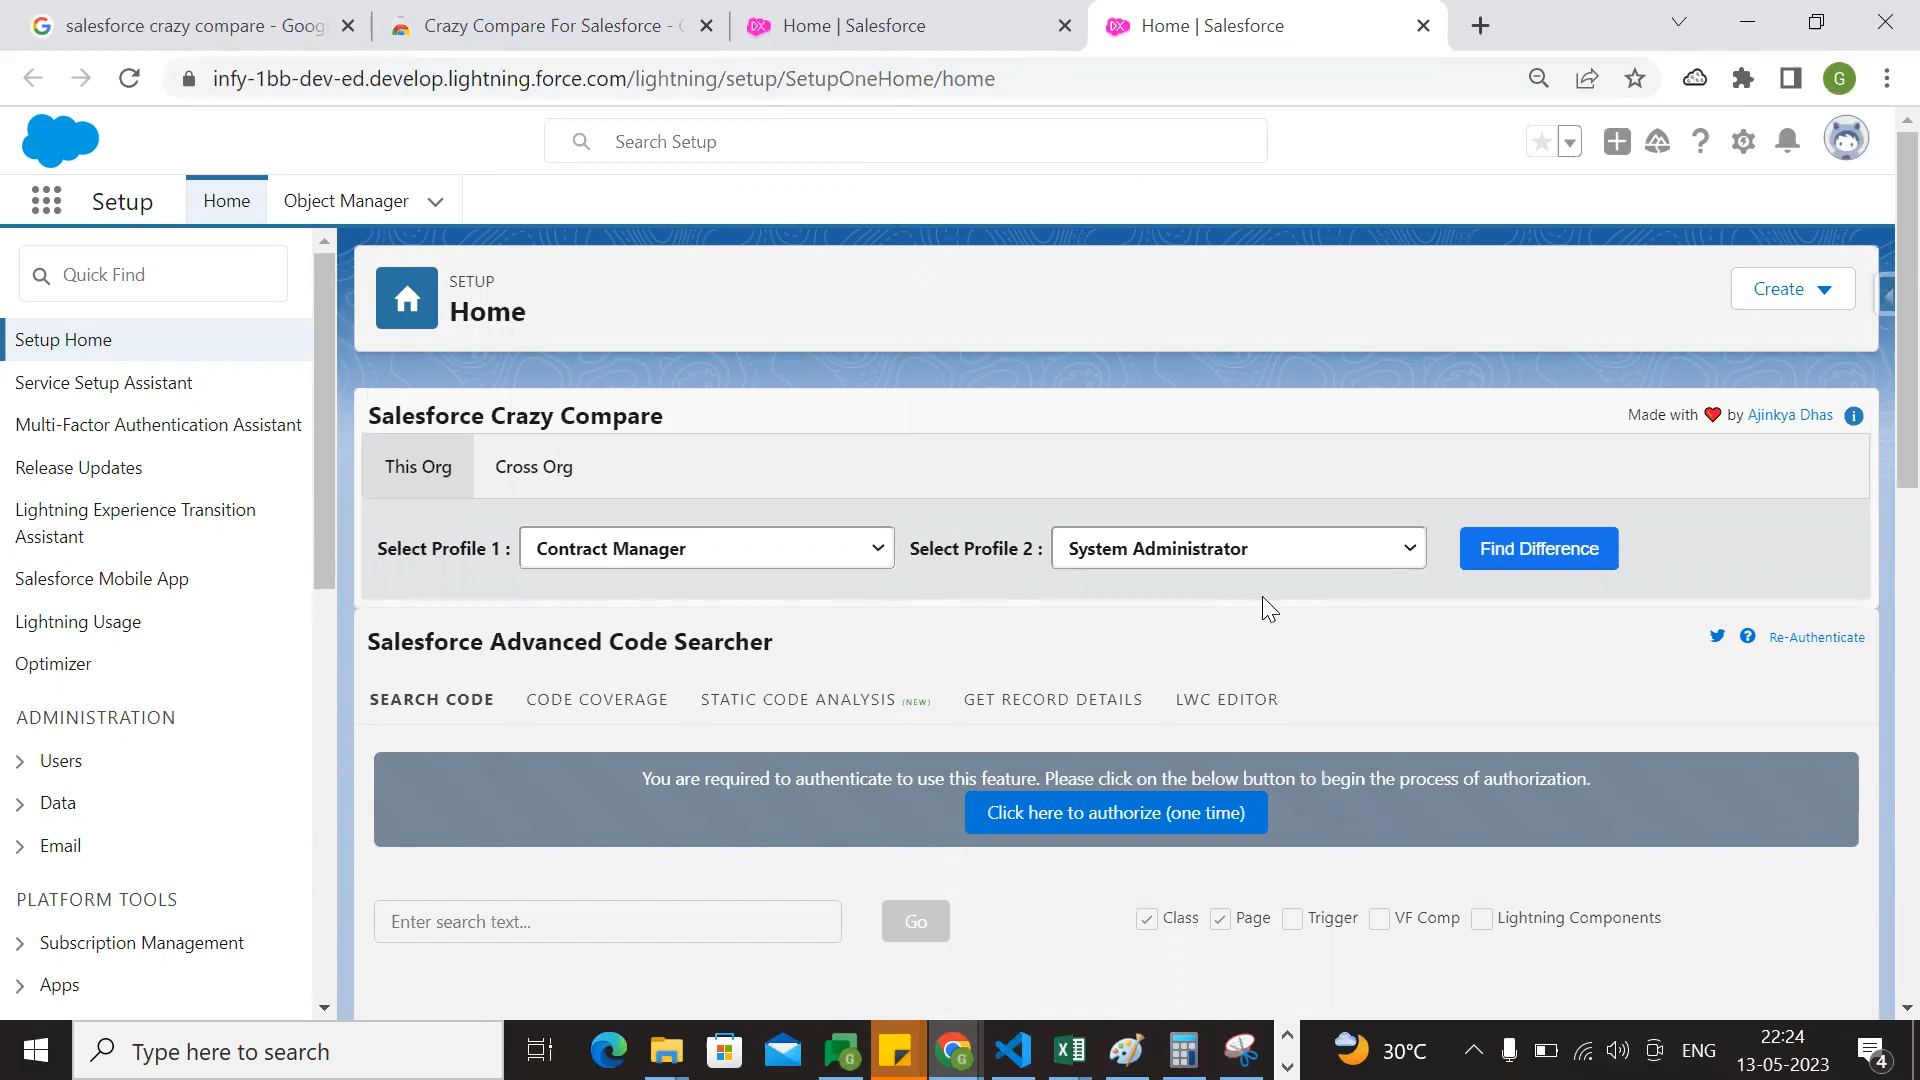 salesforce crazy compare - Goog
Crazy Compare For Salesforce -
Home | Salesforce
Home | Salesforce
infy-1bb-dev-ed.develop.lightning.force.com/lightning/setup/SetupOneHome/home
G
Search Setup
Setup
Home
Object Manager
Quick Find
Setup Home
Service Setup Assistant
Multi-Factor Authentication Assistant
Release Updates
Lightning Experience Transition
Assistant
Salesforce Mobile App
Lightning Usage
Optimizer
ADMINISTRATION
Users
Data
Email
PLATFORM TOOLS
Subscription Management
Apps
SETUP
Home
Create
Salesforce Crazy Compare
Made with ❤ by Ajinkya Dhas
This Org
Cross Org
Select Profile 1 :
Contract Manager
Select Profile 2 :
System Administrator
Find Difference
Salesforce Advanced Code Searcher
Re-Authenticate
SEARCH CODE
CODE COVERAGE
STATIC CODE ANALYSIS (NEW)
GET RECORD DETAILS
LWC EDITOR
You are required to authenticate to use this feature. Please click on the below button to begin the process of authorization.
Click here to authorize (one time)
Enter search text...
Go
Class
Page
Trigger
VF Comp
Lightning Components
Type here to search
30°C
ENG
22:24
13-05-2023
4